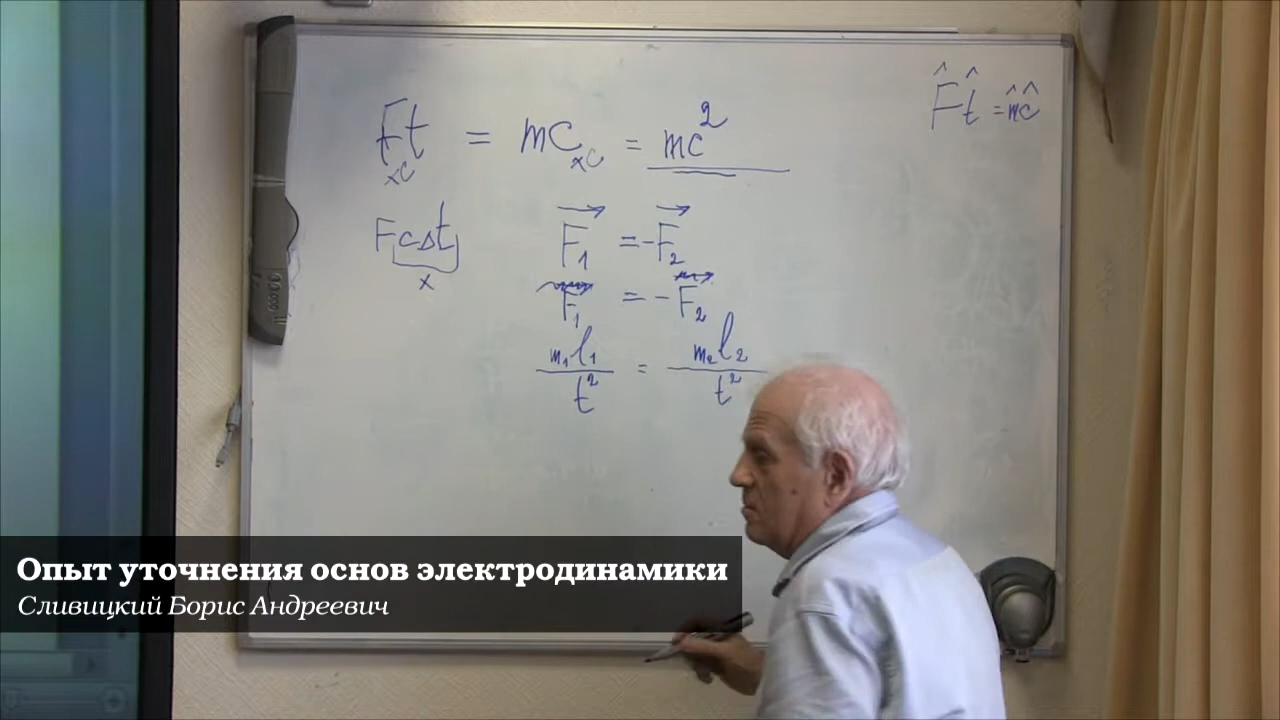 Ft = mc = mc²
xc xc
F̂t̂ = m̂ĉ
FcΔt
x
F₁ = -F₂
F₁ = -F₂
m₁l₁ / t² = m₂l₂ / t²
Опыт уточнения основ электродинамики
Сливицкий Борис Андреевич